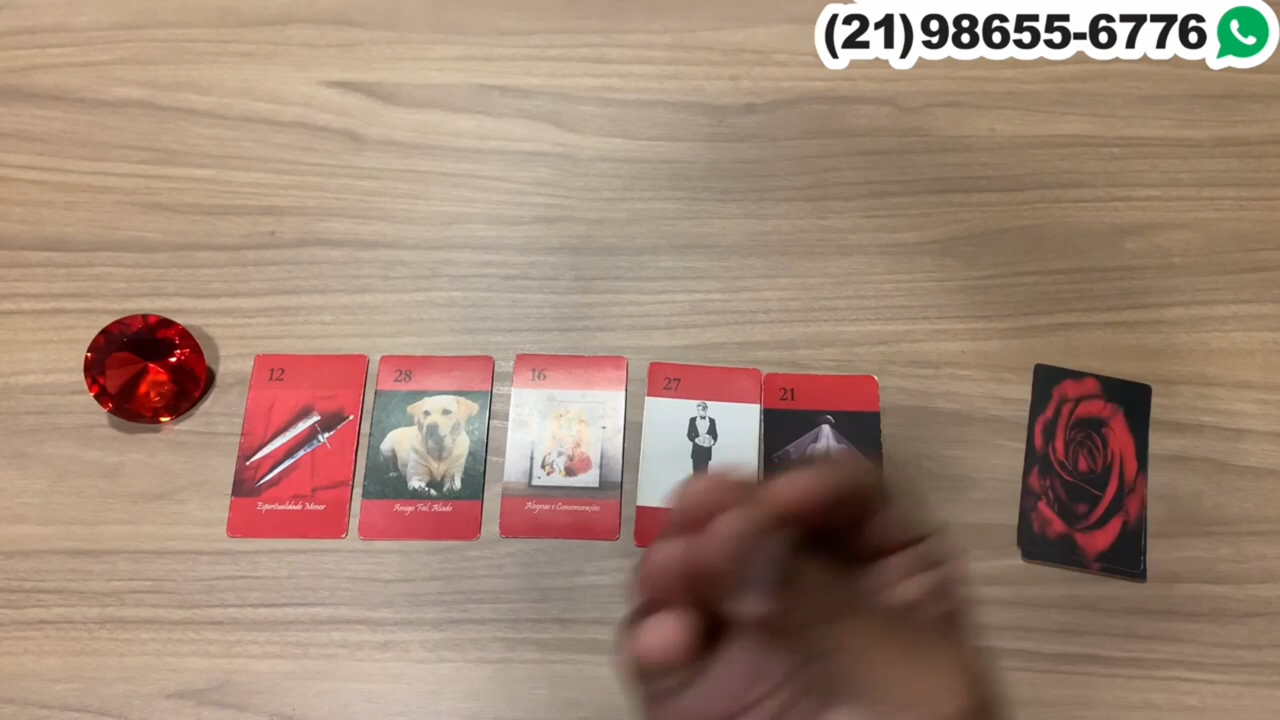 (21)98655-6776
12
28
16
27
21
Espiritualidade Menor
Amigo Fiel, Aliado
Alegrias e Comemorações